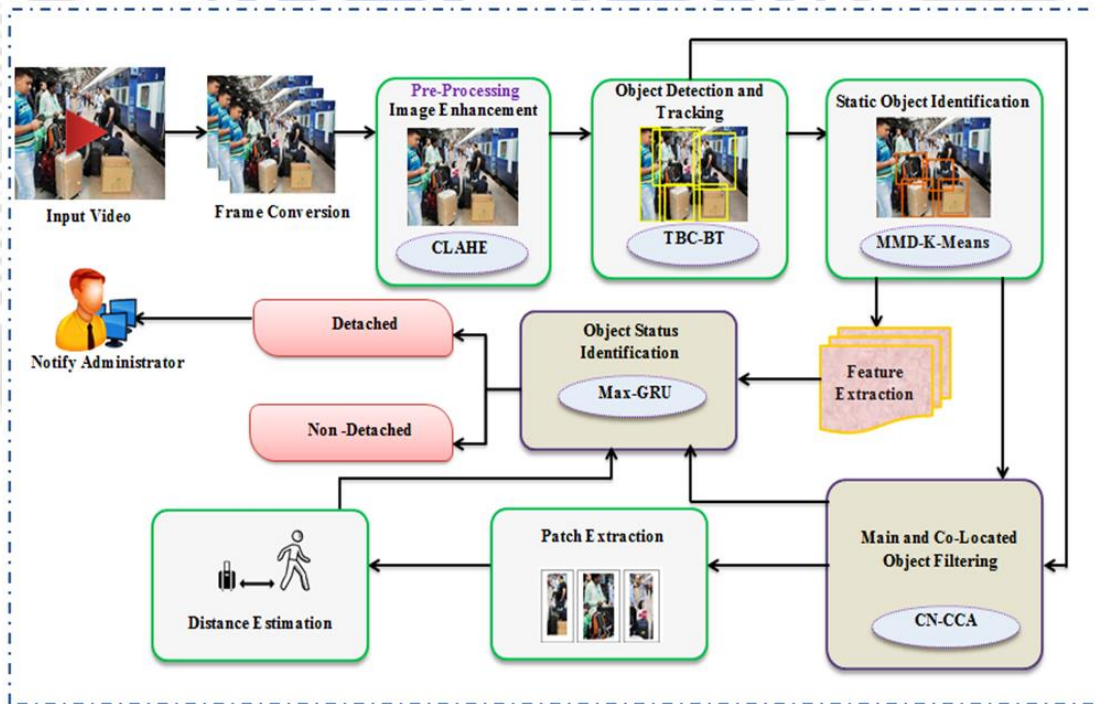 Pre-Processing
Image Enhancement
CLAHE
Object Detection and
Tracking
TBC-BT
Static Object Identification
MMD-K-Means
Input Video
Frame Conversion
Notify Administrator
Detached
Non -Detached
Object Status
Identification
Max-GRU
Feature
Extraction
Distance Estimation
Patch Extraction
Main and Co-Located
Object Filtering
CN-CCA